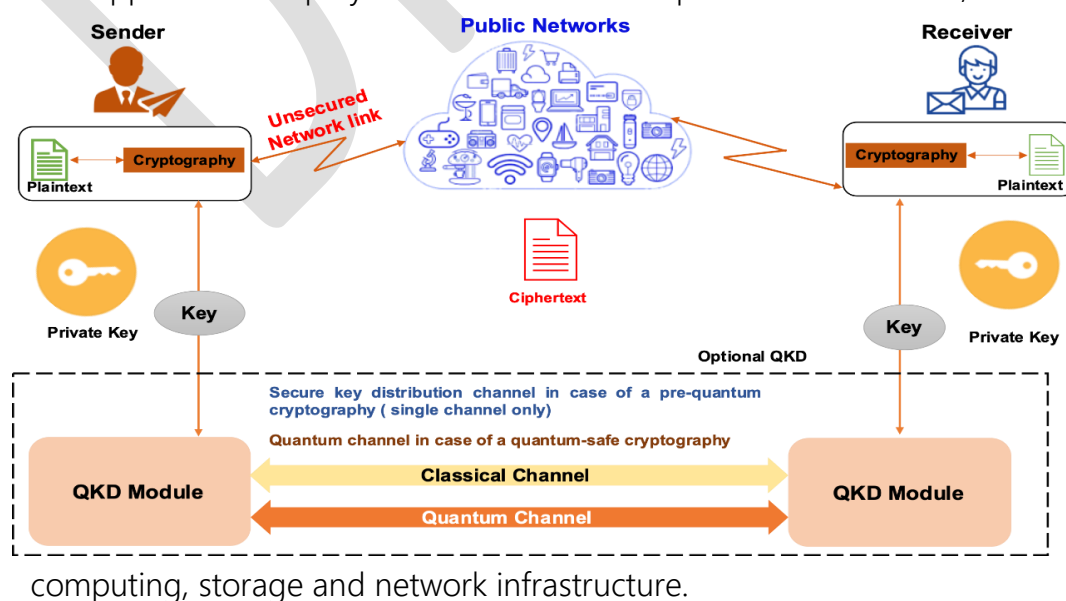 Sender
Public Networks
Receiver
Unsecured
Network link
Cryptography
Plaintext
Cryptography
Plaintext
Ciphertext
Key
Private Key
Key
Private Key
Optional QKD
Secure key distribution channel in case of a pre-quantum
cryptography ( single channel only)
Quantum channel in case of a quantum-safe cryptography
QKD Module
Classical Channel
Quantum Channel
QKD Module
computing, storage and network infrastructure.